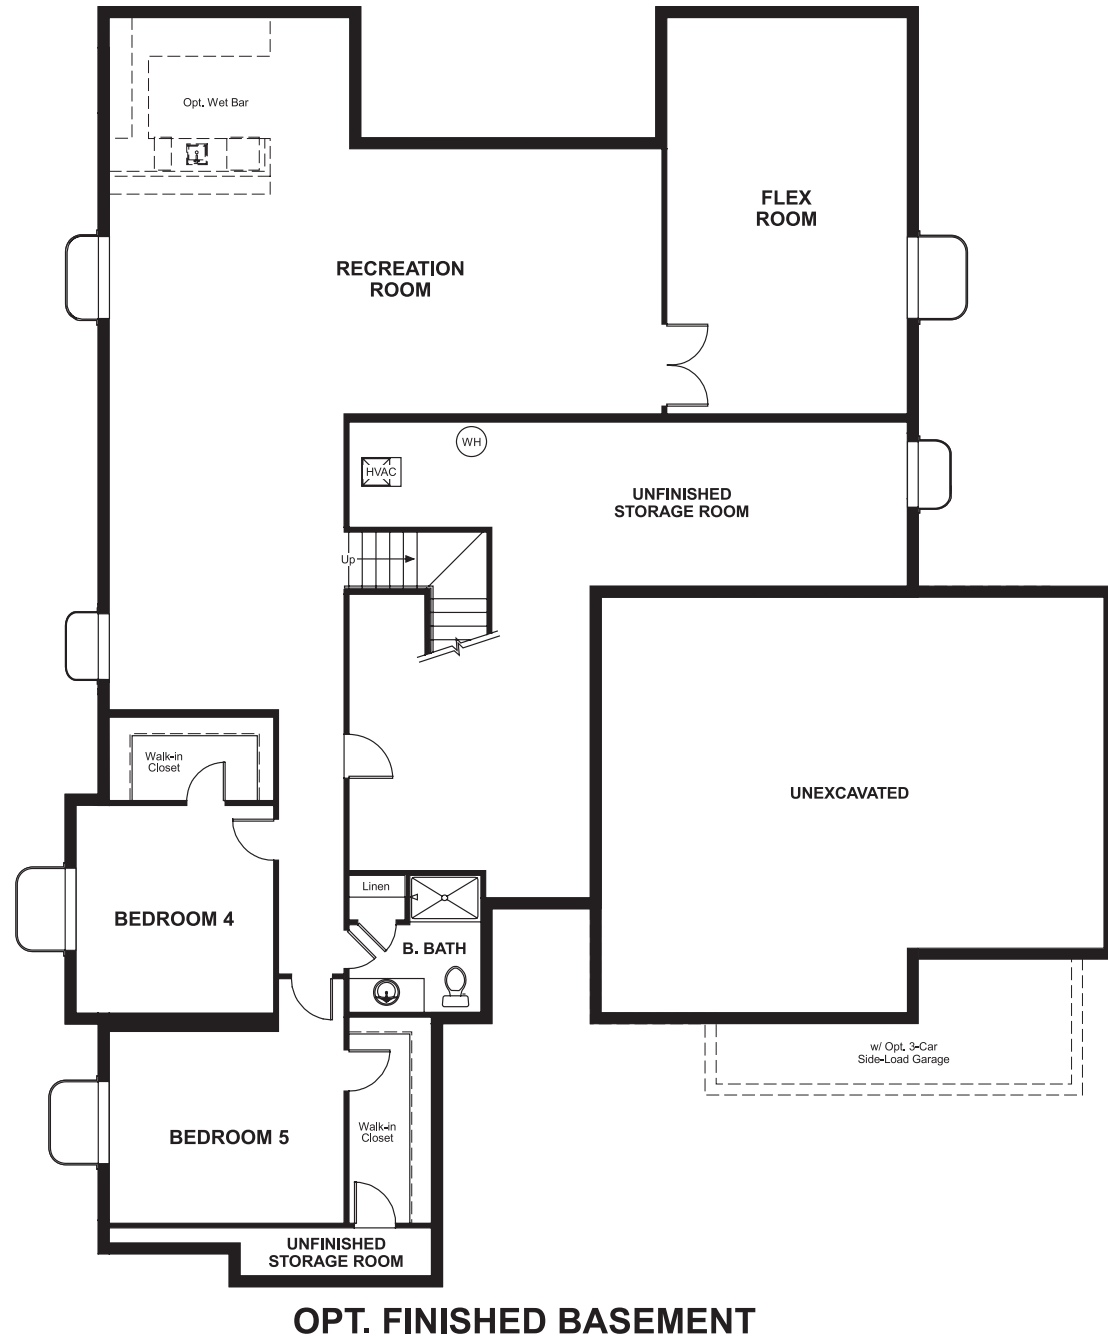 Opt. Wet Bar
FLEX
ROOM
RECREATION
ROOM
WH
HVAC
UNFINISHED
STORAGE ROOM
Up
Walk-in
Closet
UNEXCAVATED
Linen
BEDROOM 4
B. BATH
w/ Opt. 3-Car
Side-Load Garage
BEDROOM 5
Walk-in
Closet
UNFINISHED
STORAGE ROOM
OPT. FINISHED BASEMENT